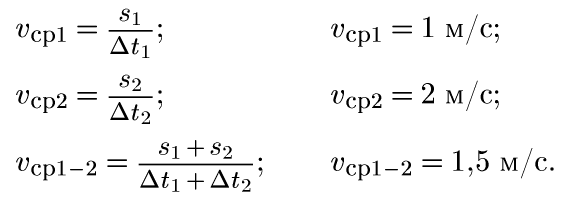 v_ср1 = s_1/Δt_1; v_ср1 = 1 м/с;
v_ср2 = s_2/Δt_2; v_ср2 = 2 м/с;
v_ср1−2 = (s_1 + s_2)/(Δt_1 + Δt_2); v_ср1−2 = 1,5 м/с.